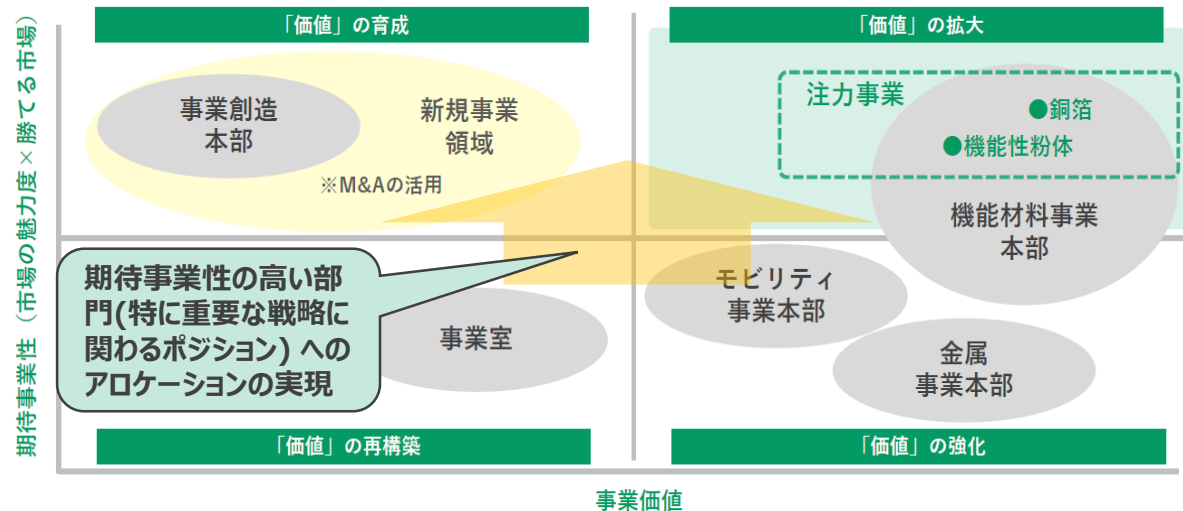 「価値」の育成
「価値」の拡大
期待事業性（市場の魅力度×勝てる市場）
事業創造
本部
新規事業
領域
※M&Aの活用
注力事業
●銅箔
●機能性粉体
機能材料事業
本部
期待事業性の高い部
門(特に重要な戦略に
関わるポジション) への
アロケーションの実現
事業室
モビリティ
事業本部
金属
事業本部
「価値」の再構築
「価値」の強化
事業価値